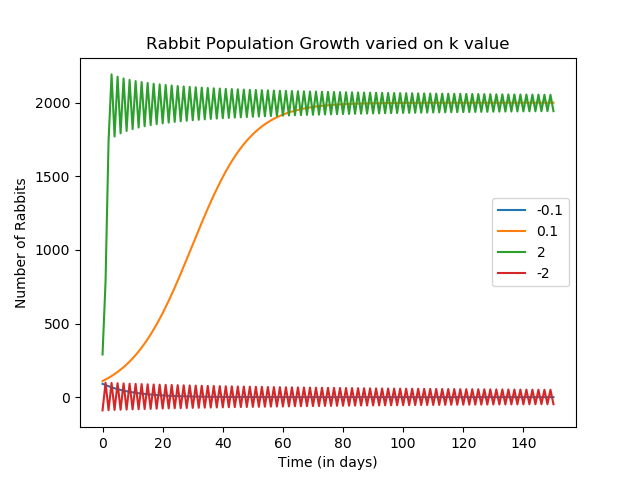 Rabbit Population Growth varied on k value
Number of Rabbits
2000
1500
1000
500
0
-0.1
0.1
2
-2
0 20 40 60 80 100 120 140
Time (in days)